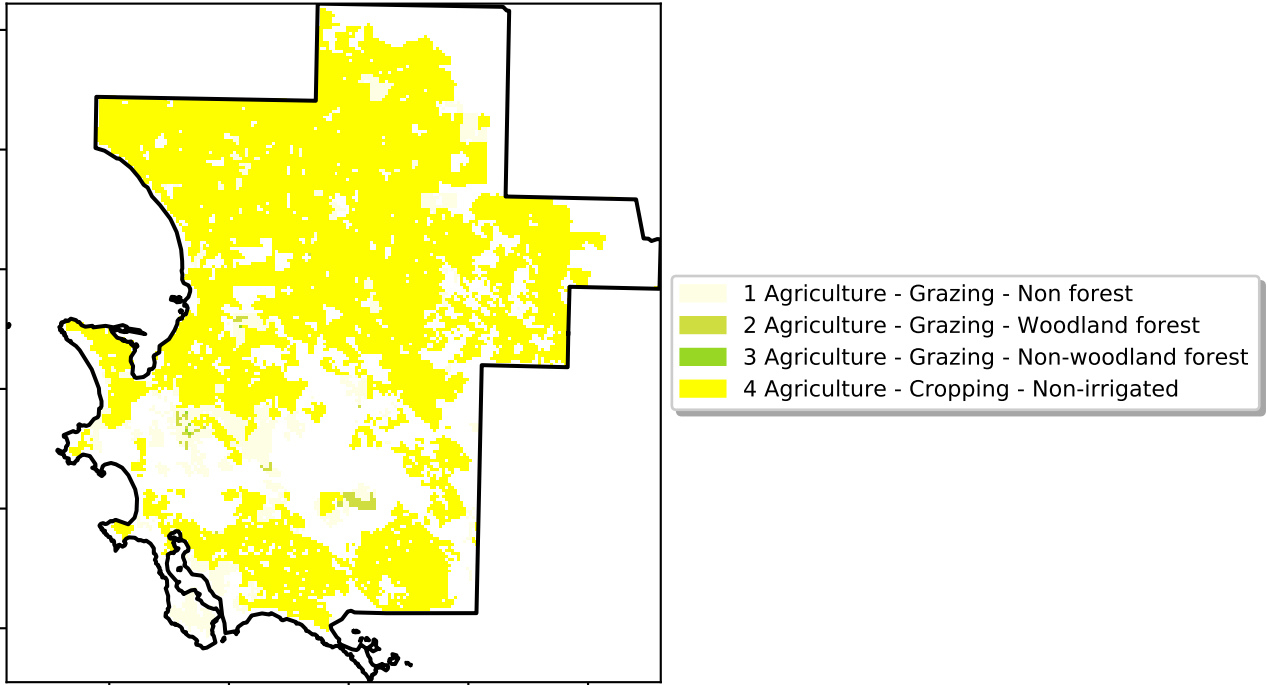 1 Agriculture - Grazing - Non forest
2 Agriculture - Grazing - Woodland forest
3 Agriculture - Grazing - Non-woodland forest
4 Agriculture - Cropping - Non-irrigated